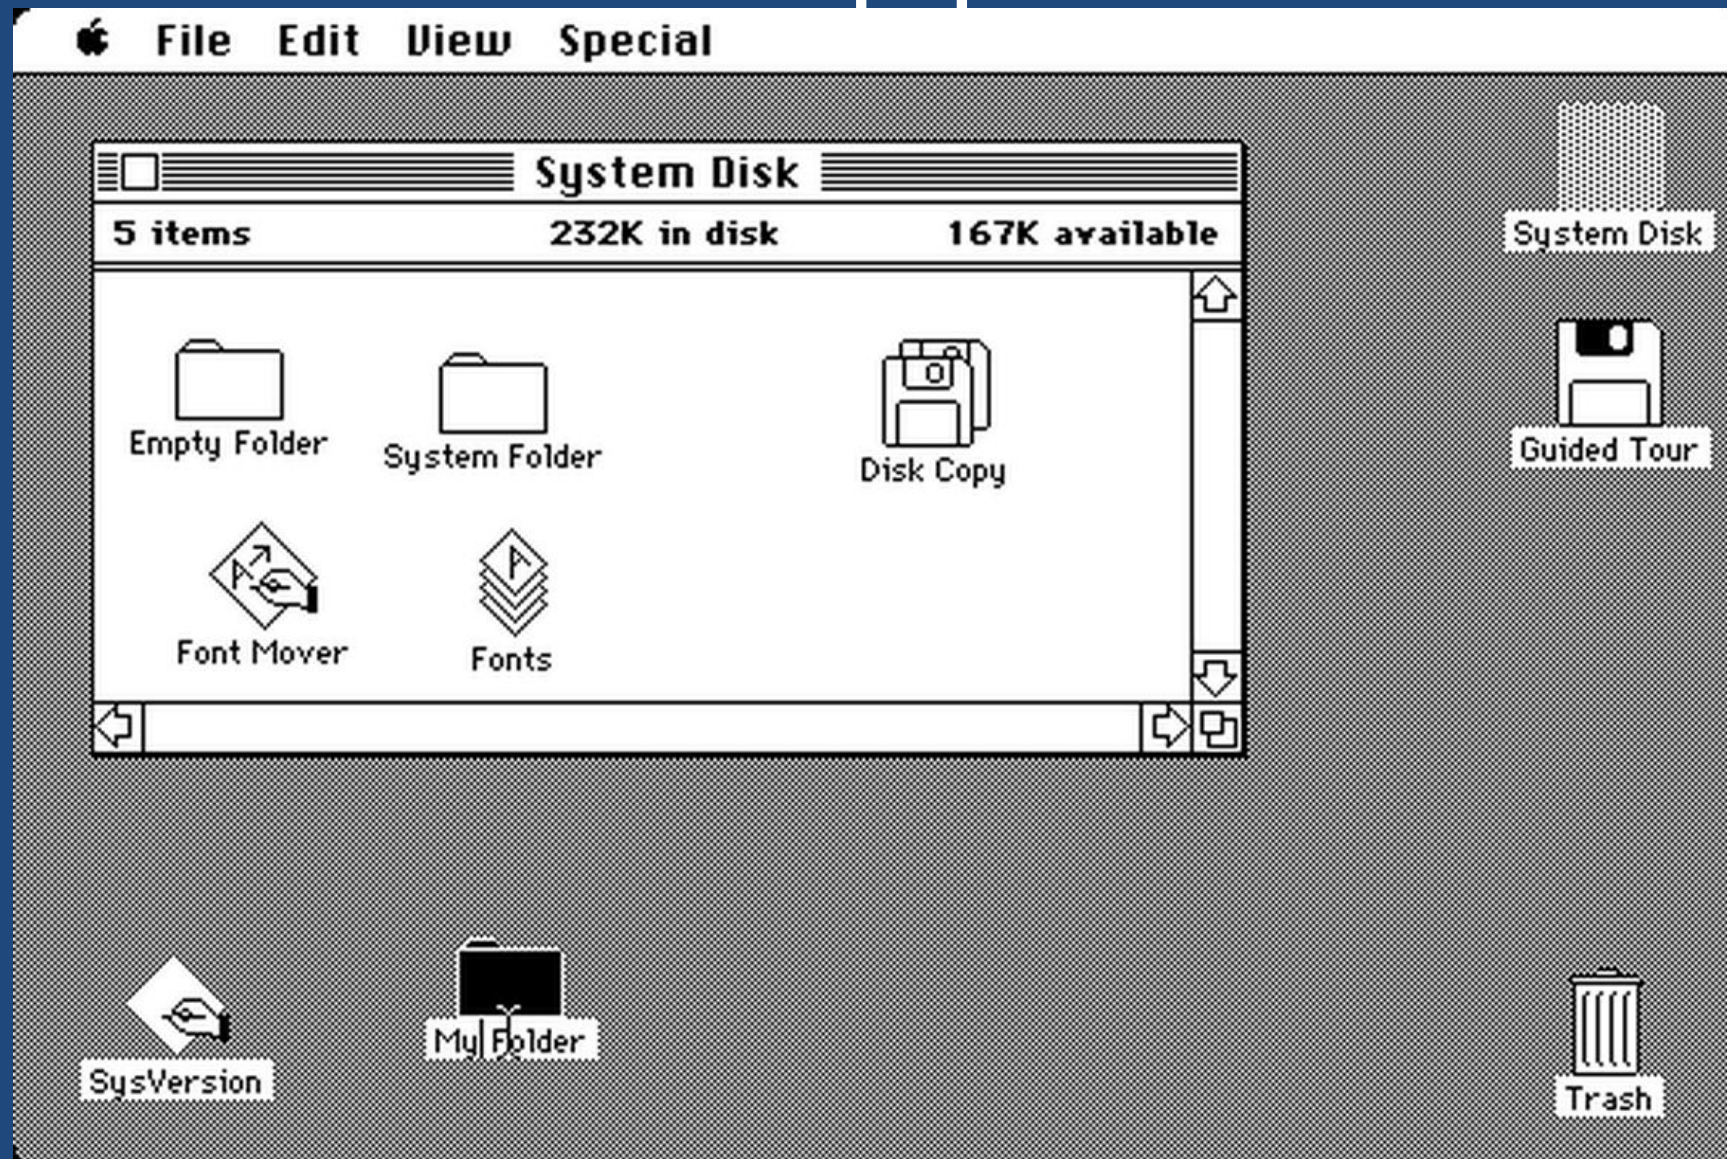 File Edit View Special
System Disk
5 items 232K in disk 167K available
System Disk
Empty Folder
System Folder
Disk Copy
Guided Tour
Font Mover
Fonts
SysVersion
My Folder
Trash